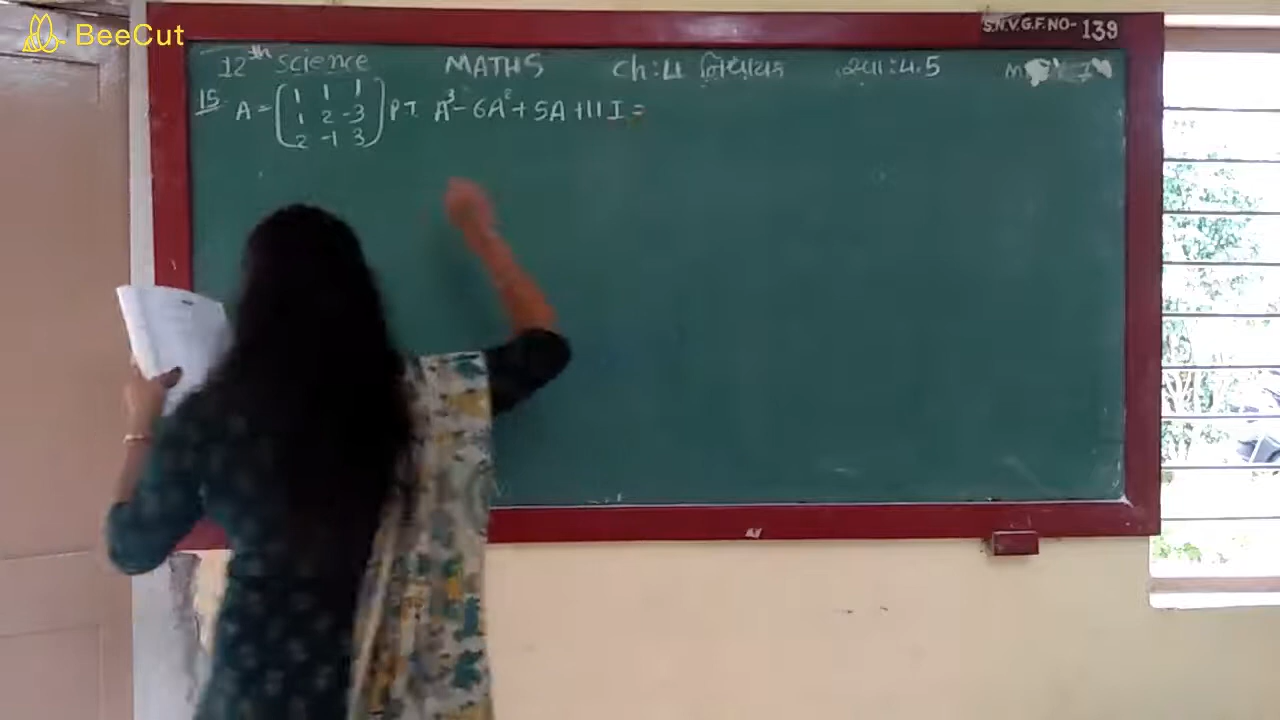 BeeCut
S.N.V.G.F.NO- 139
12th Science MATHS Ch:4 નિશ્ચાયક સ્વા:4.5
15 A = [1 1 1
1 2 -3
2 -1 3] P.T. A³ - 6A² + 5A + 11 I =